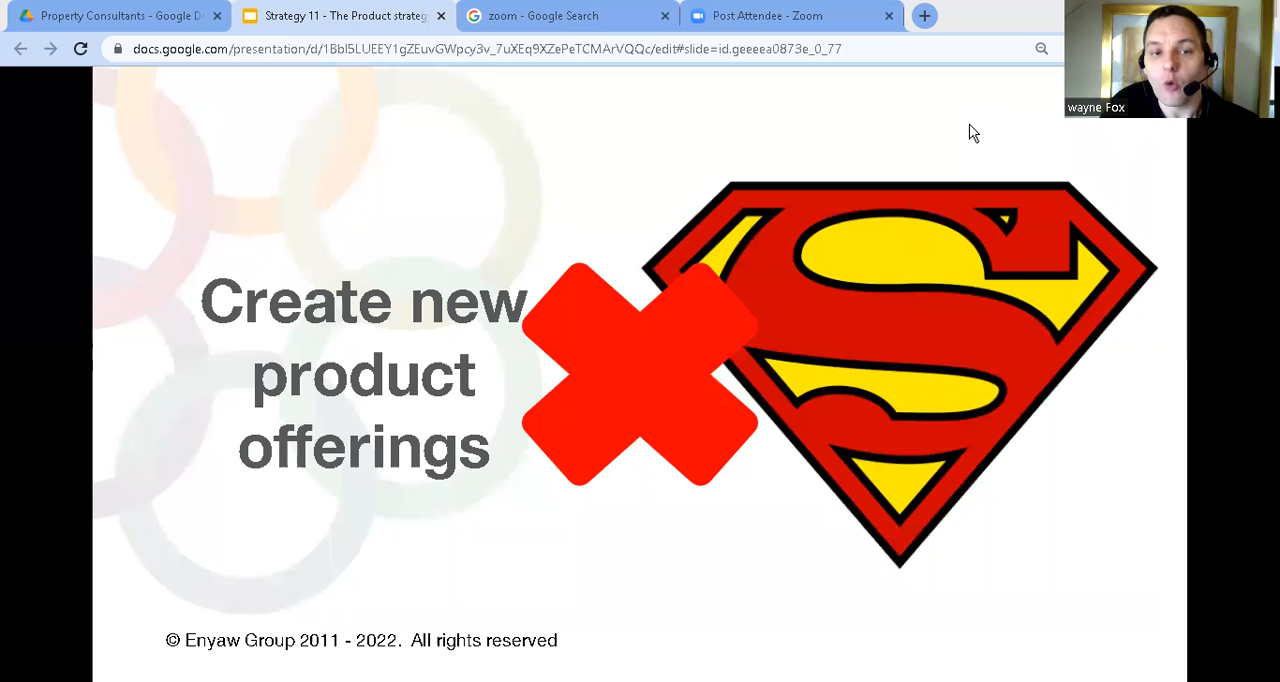 Property Consultants - Google Dr
Strategy 11 - The Product strateg
zoom - Google Search
Post Attendee - Zoom
docs.google.com/presentation/d/1BbI5LUEEY1gZEuvGWpcy3v_7uXEq9XZePeTCMArVQQc/edit#slide=id.geeeea0873e_0_77
wayne Fox
Create new
product
offerings
S
© Enyaw Group 2011 - 2022. All rights reserved